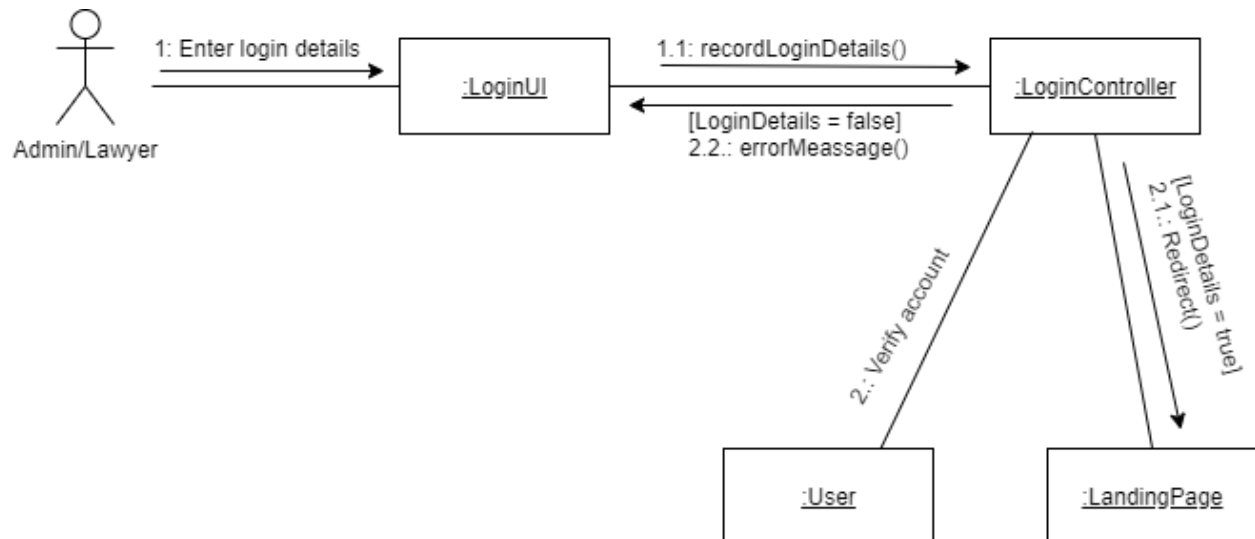 1: Enter login details
:LoginUI
1.1: recordLoginDetails()
:LoginController
[LoginDetails = false]
2.2.: errorMeassage()
Admin/Lawyer
[LoginDetails = true]
2.1.: Redirect()
2.: Verify account
:User
:LandingPage